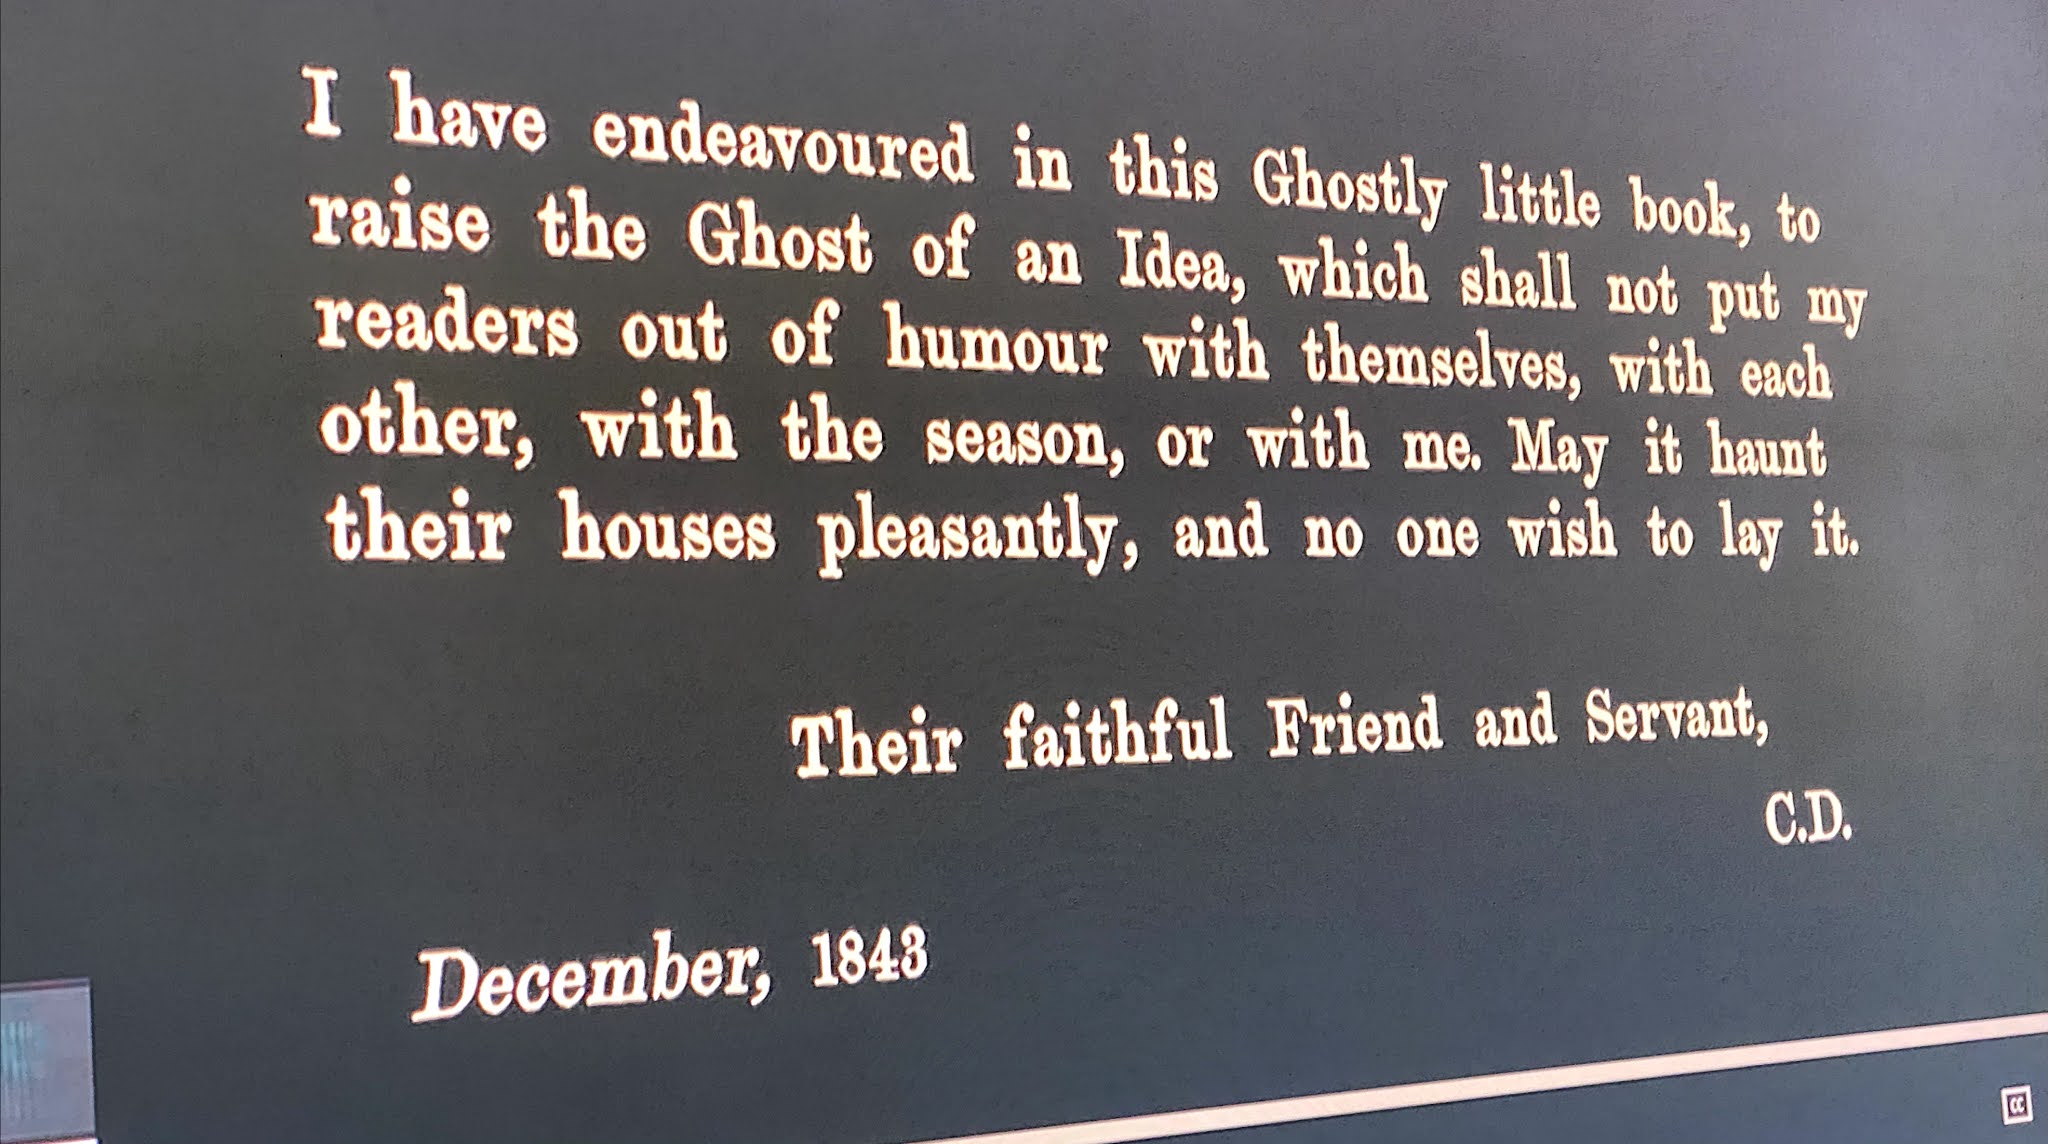 I have endeavoured in this Ghostly little book, to
raise the Ghost of an Idea, which shall not put my
readers out of humour with themselves, with each
other, with the season, or with me. May it haunt
their houses pleasantly, and no one wish to lay it.
Their faithful Friend and Servant,
C.D.
December, 1843
CC